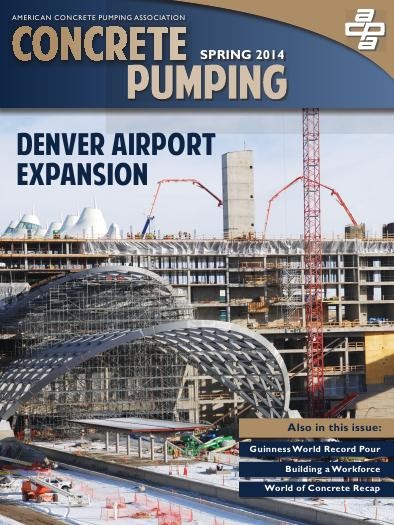 AMERICAN CONCRETE PUMPING ASSOCIATION
CONCRETE
SPRING 2014
PUMPING
acpa
DENVER AIRPORT
EXPANSION
Also in this issue:
Guinness World Record Pour
Building a Workforce
World of Concrete Recap